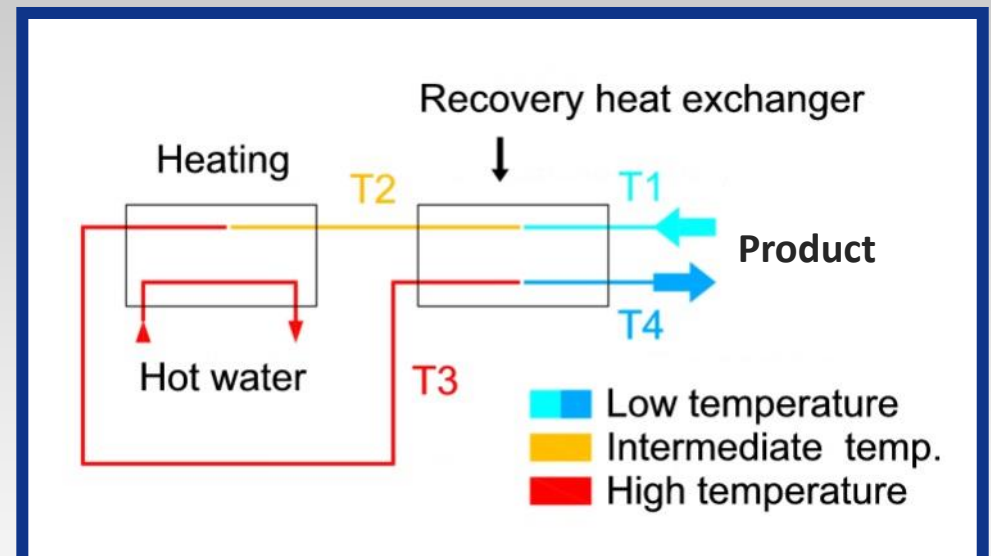 Recovery heat exchanger
Heating
T2
T1
Product
T4
Hot water
T3
Low temperature
Intermediate temp.
High temperature